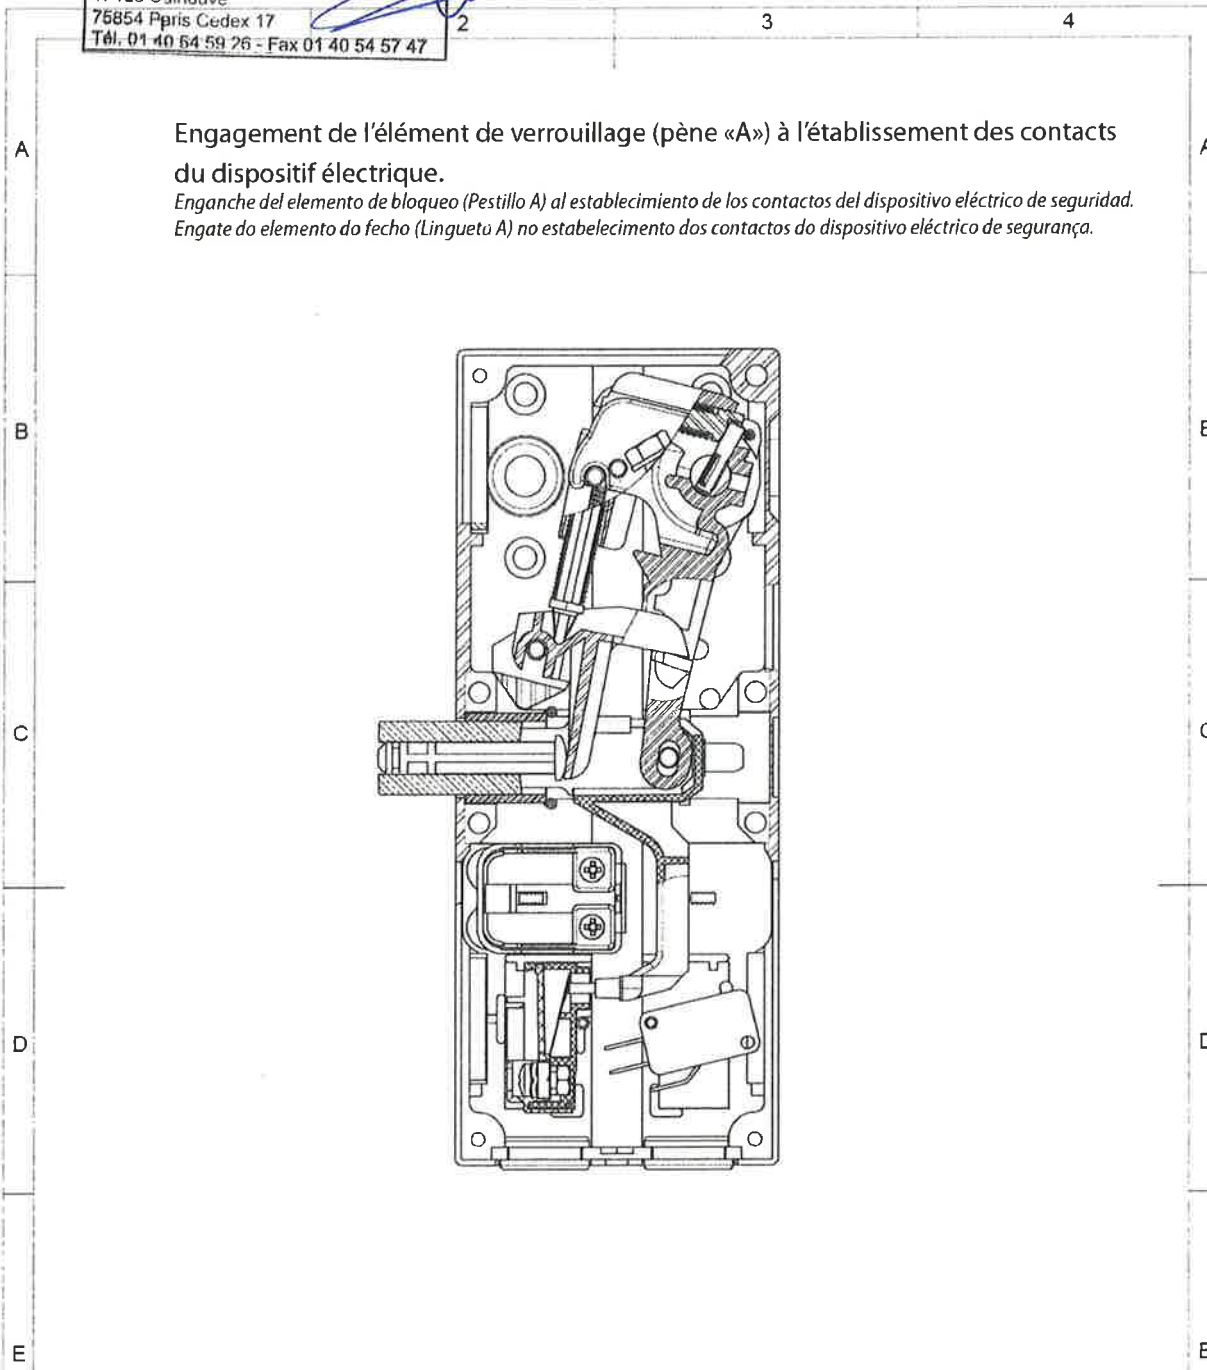 75854 Paris Cedex 17
Tél. 01 40 54 59 26 - Fax 01 40 54 57 47
2 3 4
A
Engagement de l'élément de verrouillage (pène «A») à l'établissement des contacts
du dispositif électrique.
Enganche del elemento de bloqueo (Pestillo A) al establecimiento de los contactos del dispositivo eléctrico de seguridad.
Engate do elemento do fecho (Lingueta A) no estabelecimento dos contactos do dispositivo eléctrico de segurança.
B
C
D
E